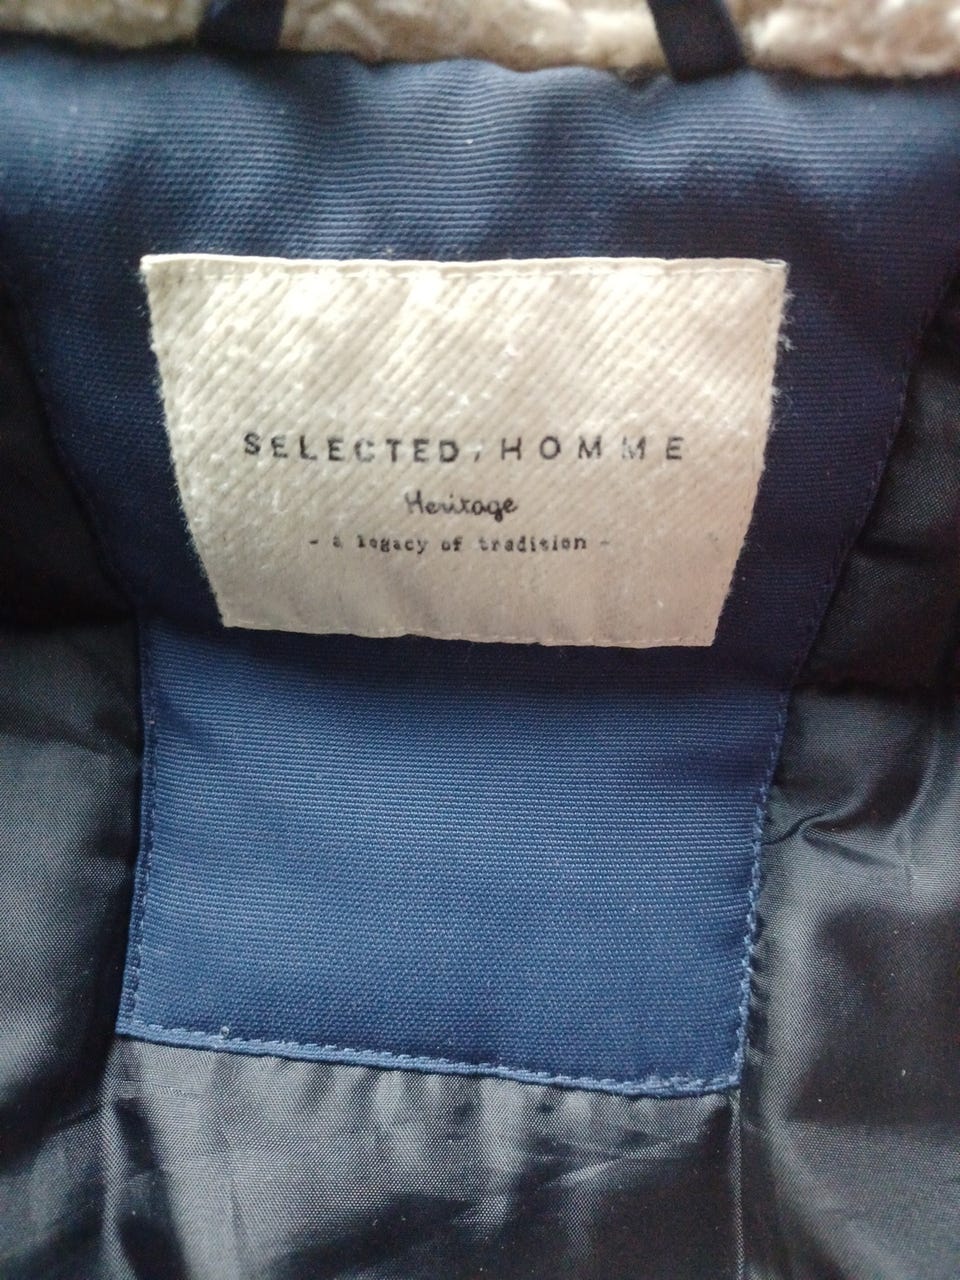 SELECTED/HOMME
Heritage
- a legacy of tradition -